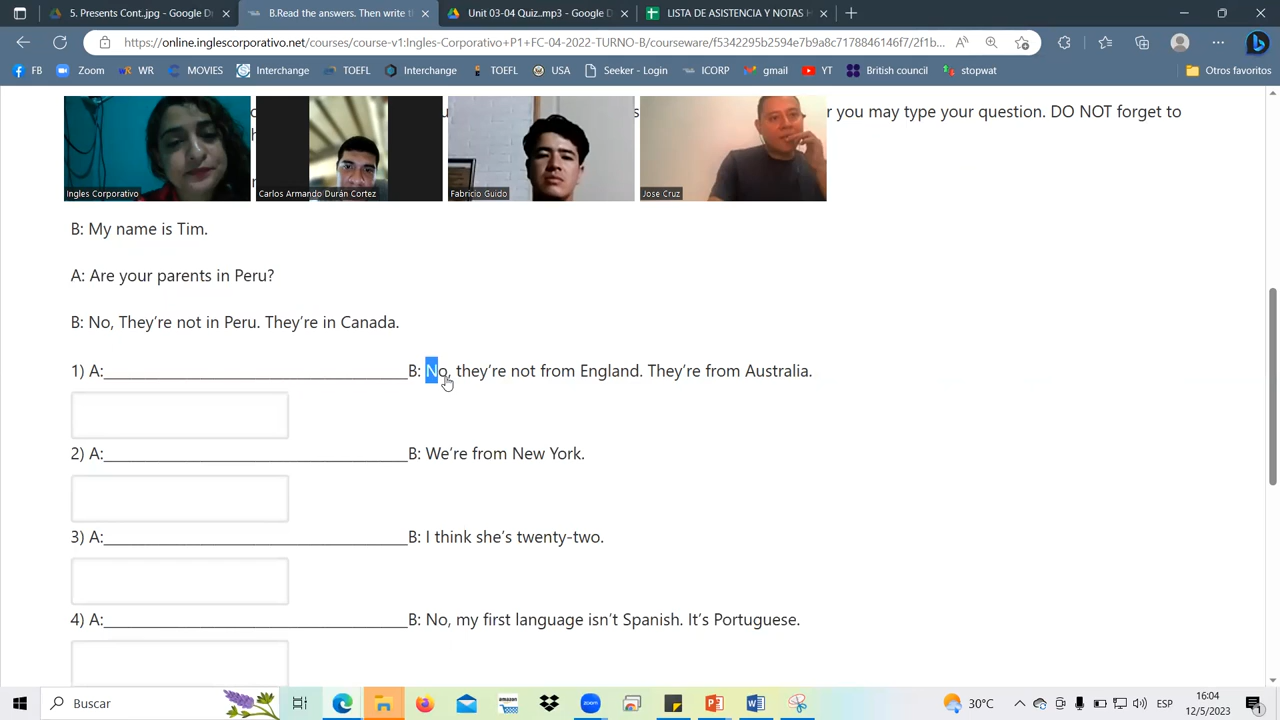 5. Presents Cont.jpg - Google D
B.Read the answers. Then write th
Unit 03-04 Quiz.mp3 - Google D
LISTA DE ASISTENCIA Y NOTAS H
https://online.inglescorporativo.net/courses/course-v1:Ingles-Corporativo+P1+FC-04-2022-TURNO-B/courseware/f5342295b2594e7b9a8c7178846146f7/2f1b...
FB
Zoom
WR
MOVIES
Interchange
TOEFL
Interchange
TOEFL
USA
Seeker - Login
ICORP
gmail
YT
British council
stopwat
Otros favoritos
r you may type your question. DO NOT forget to
Ingles Corporativo
Carlos Armando Durán Cortez
Fabricio Guido
Jose Cruz
B: My name is Tim.
A: Are your parents in Peru?
B: No, They're not in Peru. They're in Canada.
1) A:__________________________________B: No, they're not from England. They're from Australia.
2) A:__________________________________B: We're from New York.
3) A:__________________________________B: I think she's twenty-two.
4) A:__________________________________B: No, my first language isn't Spanish. It's Portuguese.
Buscar
30°C
ESP
16:04
12/5/2023